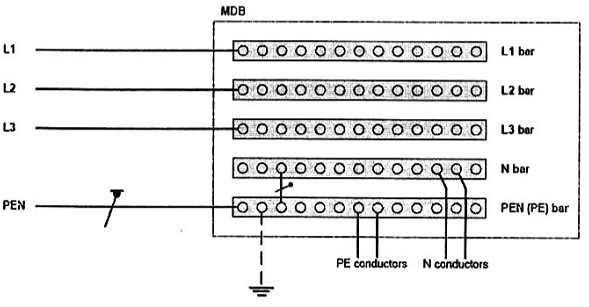 MDB
L1
L1 bar
L2
L2 bar
L3
L3 bar
N bar
PEN
PEN (PE) bar
PE conductors
N conductors